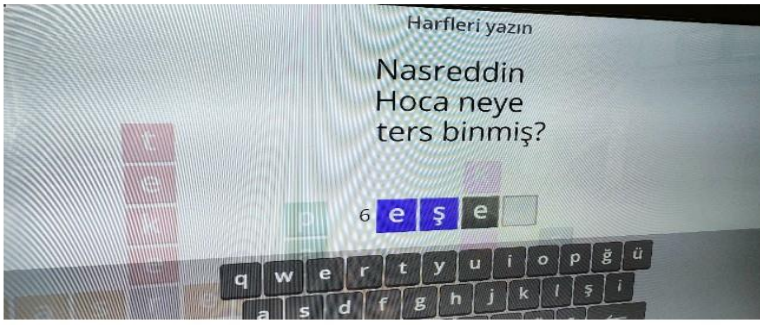 Harfleri yazın
Nasreddin
Hoca neye
ters binmiş?
t
e
k
6 e ş e
q w e r t y u i o p ğ ü
a s d f g h j k l ş i